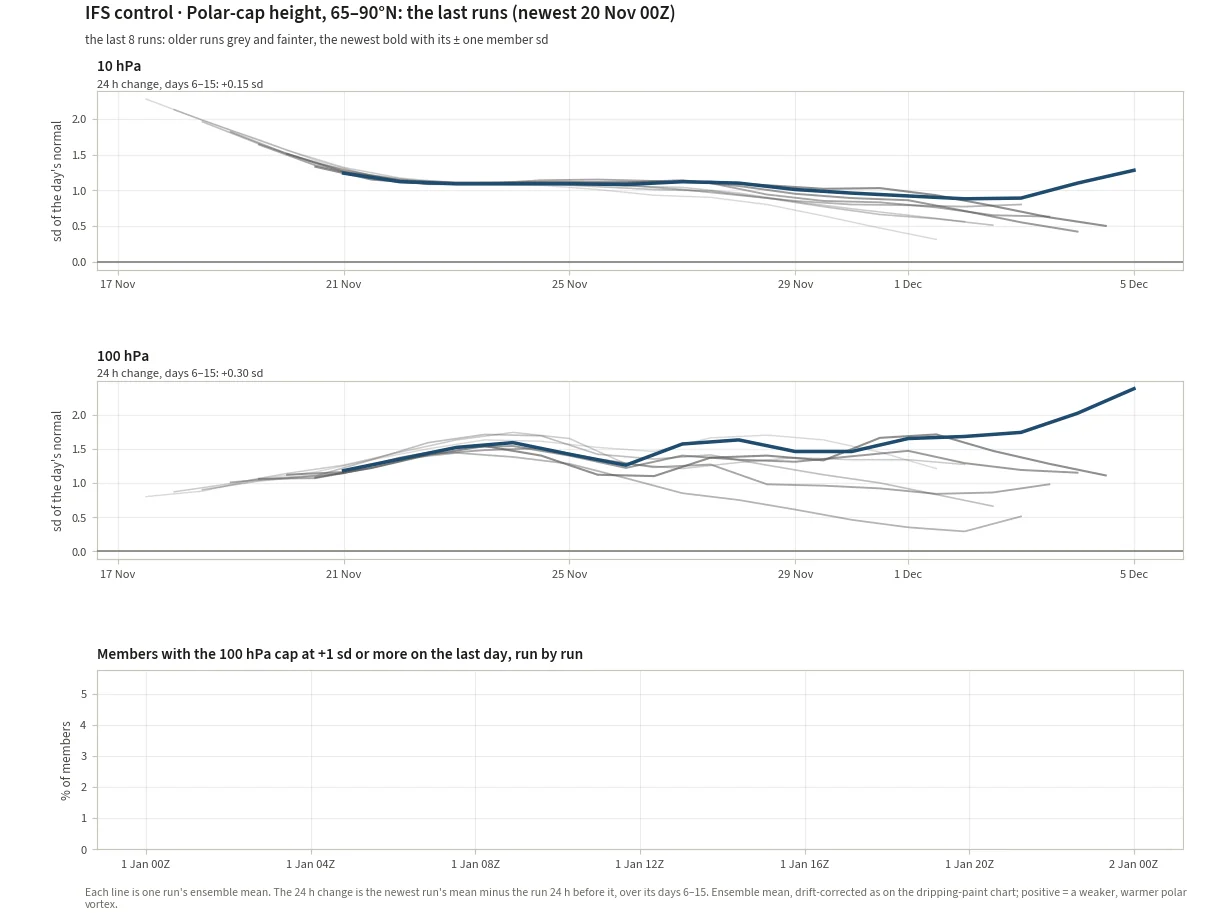 IFS control · Polar-cap height, 65–90°N: the last runs (newest 20 Nov 00Z)
the last 8 runs: older runs grey and fainter, the newest bold with its ± one member sd
10 hPa
24 h change, days 6–15: +0.15 sd
sd of the day's normal
2.0
1.5
1.0
0.5
0.0
17 Nov
21 Nov
25 Nov
29 Nov
1 Dec
5 Dec
100 hPa
24 h change, days 6–15: +0.30 sd
sd of the day's normal
2.0
1.5
1.0
0.5
0.0
17 Nov
21 Nov
25 Nov
29 Nov
1 Dec
5 Dec
Members with the 100 hPa cap at +1 sd or more on the last day, run by run
% of members
5
4
3
2
1
0
1 Jan 00Z
1 Jan 04Z
1 Jan 08Z
1 Jan 12Z
1 Jan 16Z
1 Jan 20Z
2 Jan 00Z
Each line is one run's ensemble mean. The 24 h change is the newest run's mean minus the run 24 h before it, over its days 6–15. Ensemble mean, drift-corrected as on the dripping-paint chart; positive = a weaker, warmer polar
vortex.